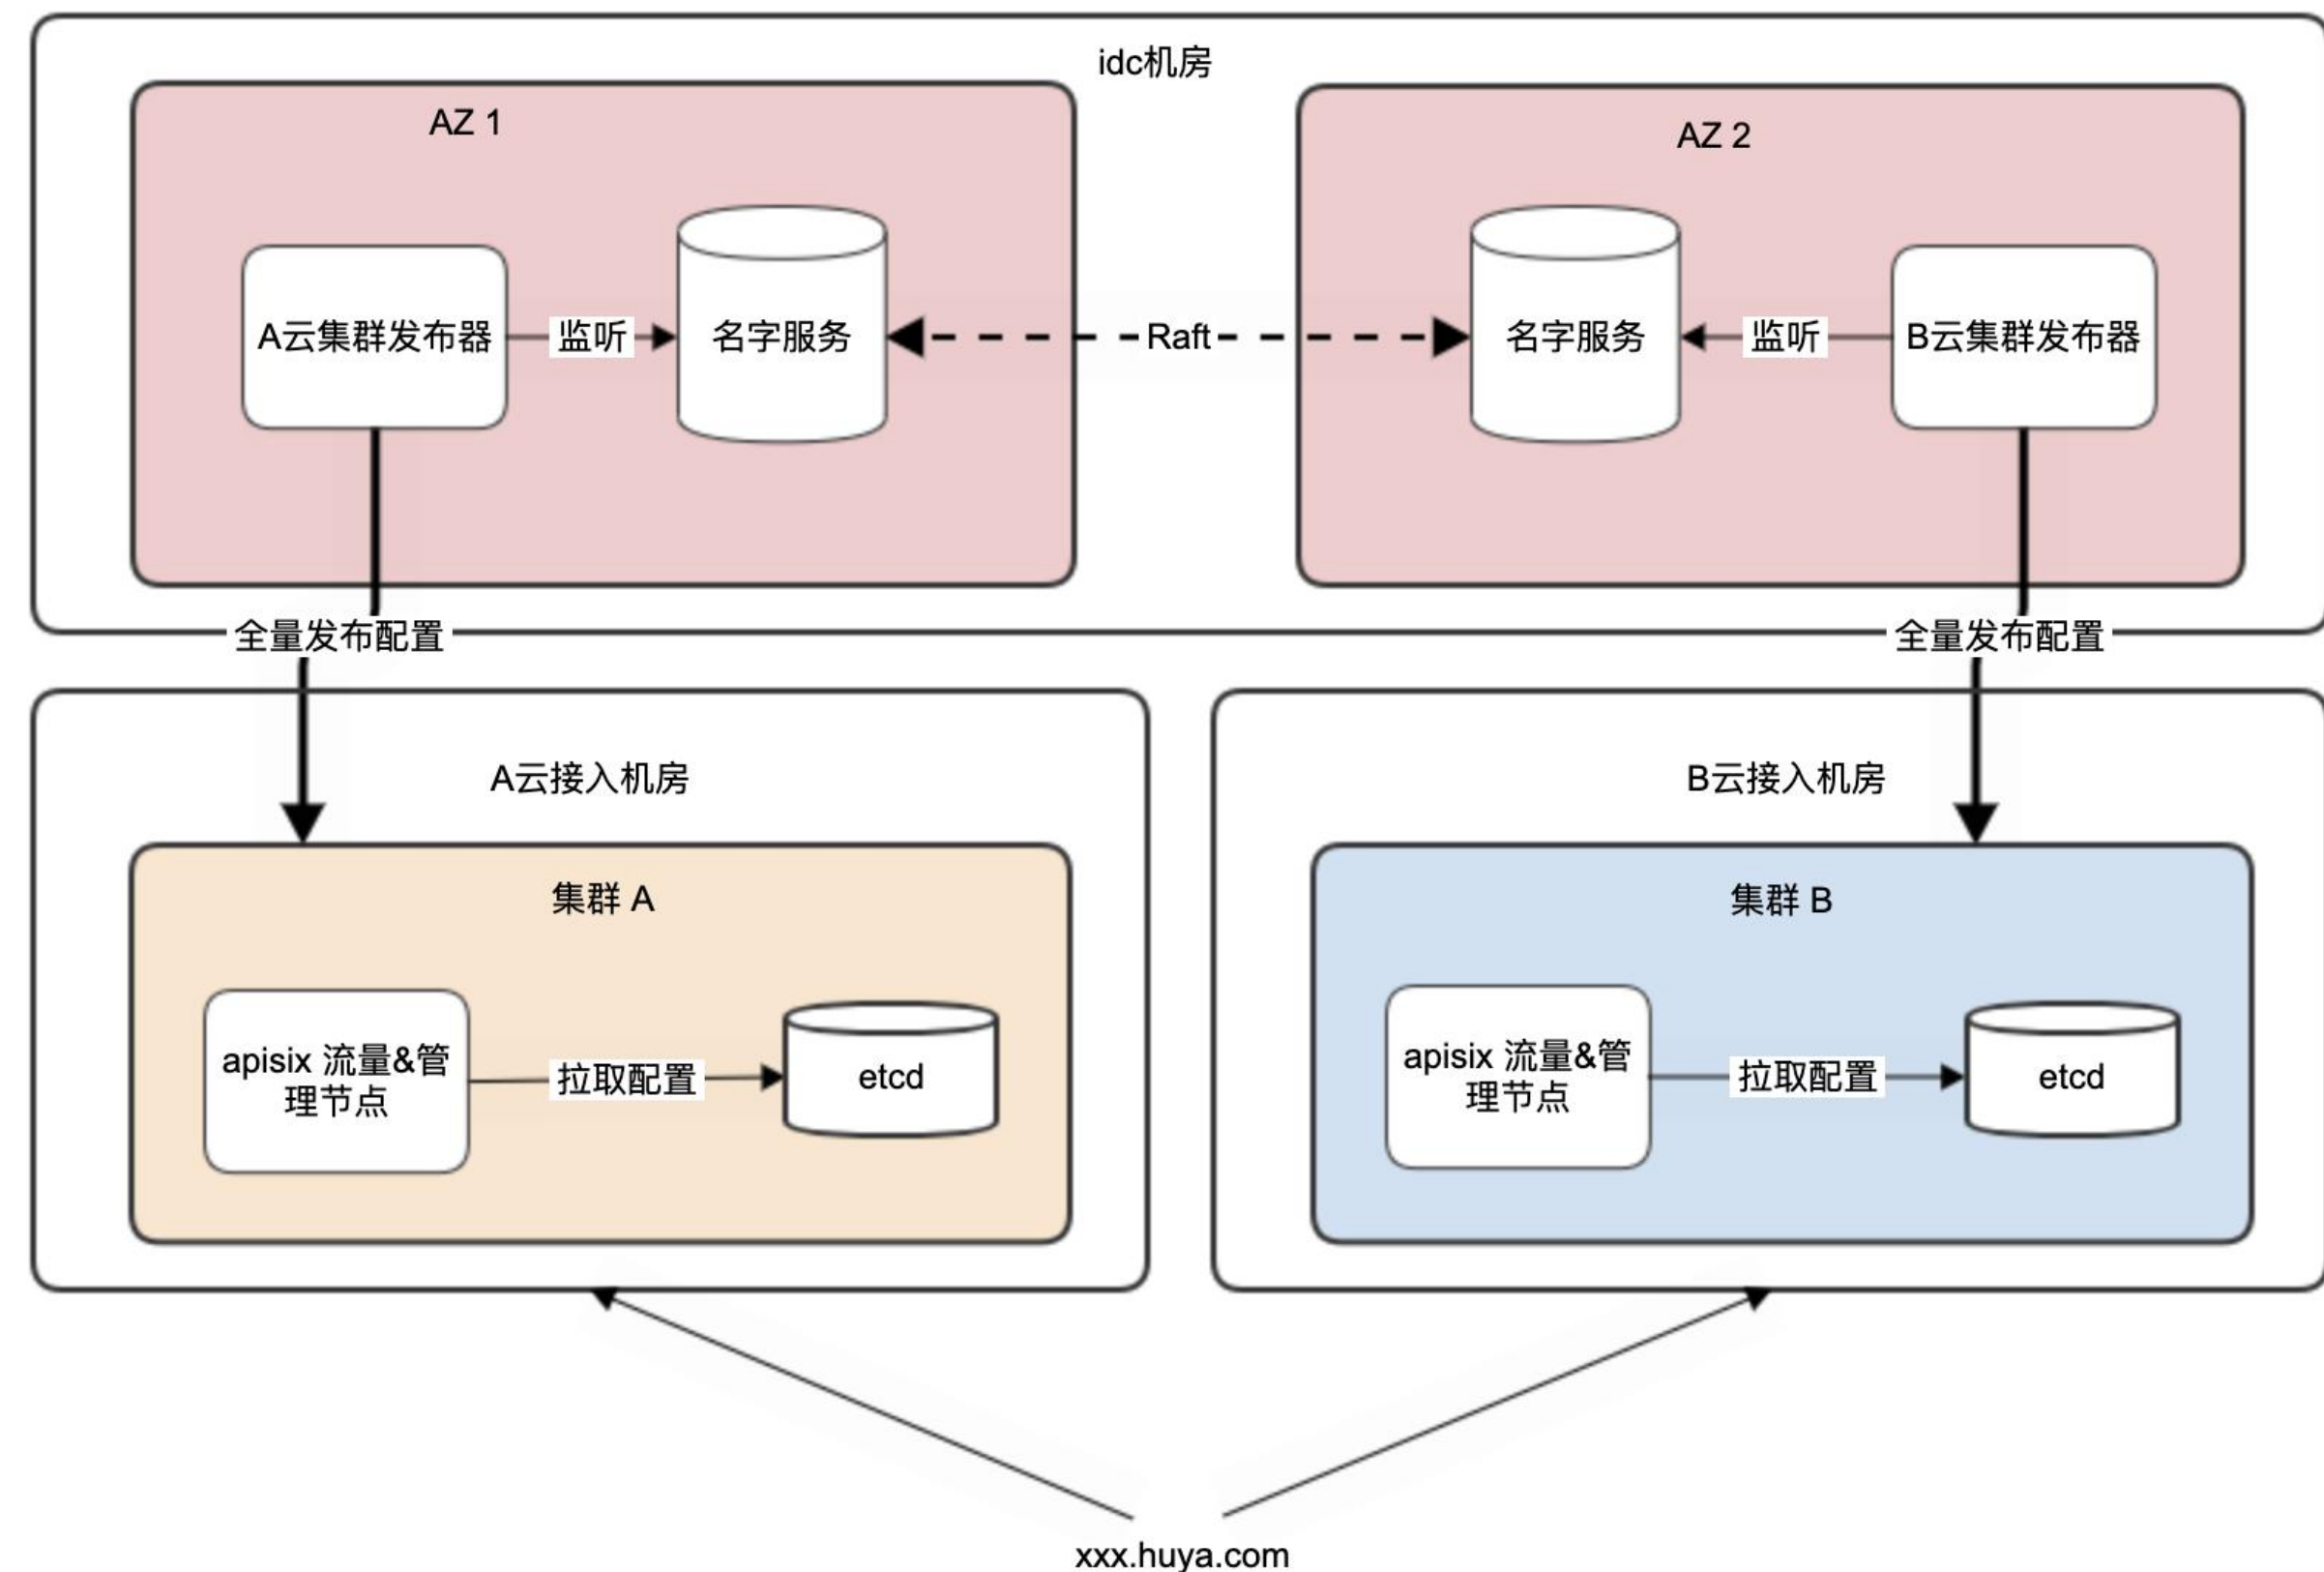 idc机房
AZ 1
AZ 2
A云集群发布器
监听
名字服务
Raft
名字服务
监听
B云集群发布器
全量发布配置
全量发布配置
A云接入机房
B云接入机房
集群 A
集群 B
apisix 流量&管
理节点
拉取配置
etcd
apisix 流量&管
理节点
拉取配置
etcd
xxx.huya.com